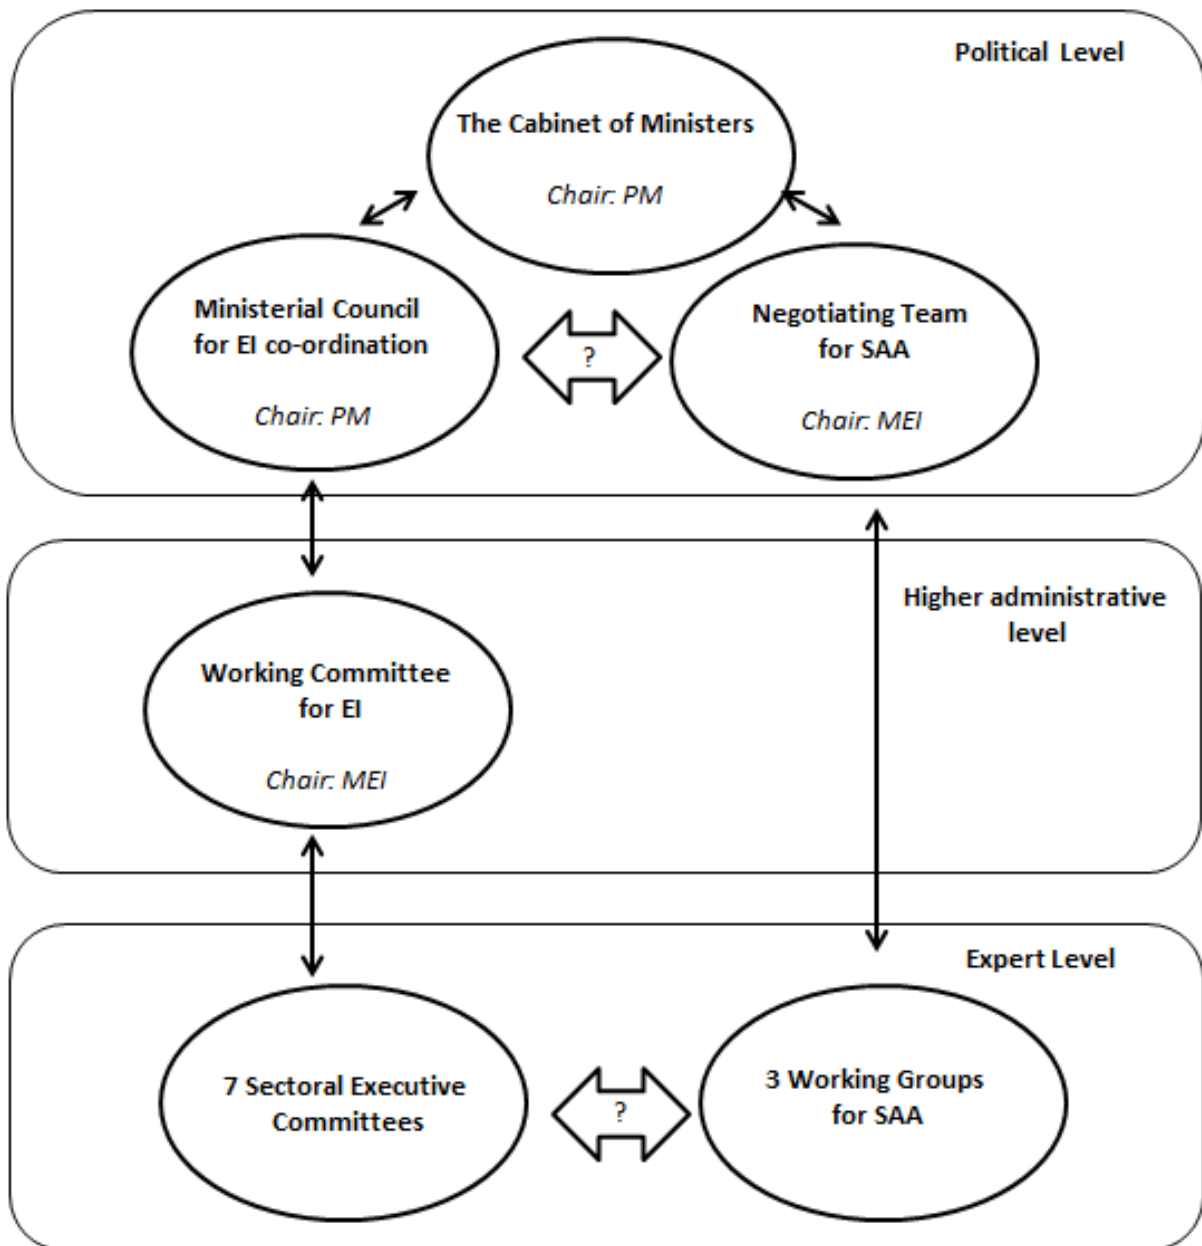 Political Level
The Cabinet of Ministers
Chair: PM
Ministerial Council
for EI co-ordination
Chair: PM
?
Negotiating Team
for SAA
Chair: MEI
Higher administrative
level
Working Committee
for EI
Chair: MEI
Expert Level
7 Sectoral Executive
Committees
?
3 Working Groups
for SAA